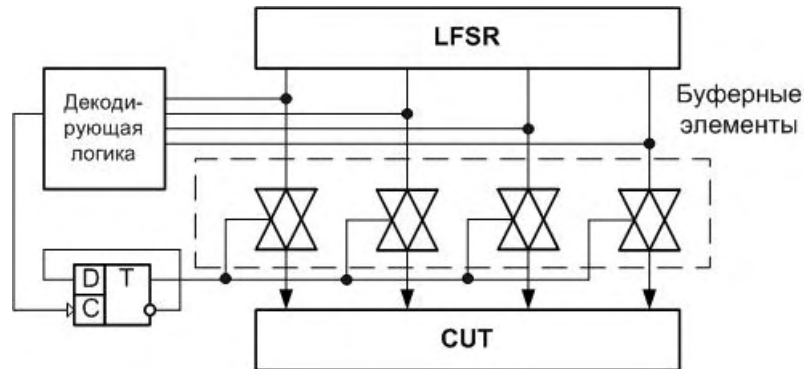 LFSR
Декоди-
рующая
логика
Буферные
элементы
D T
C
CUT